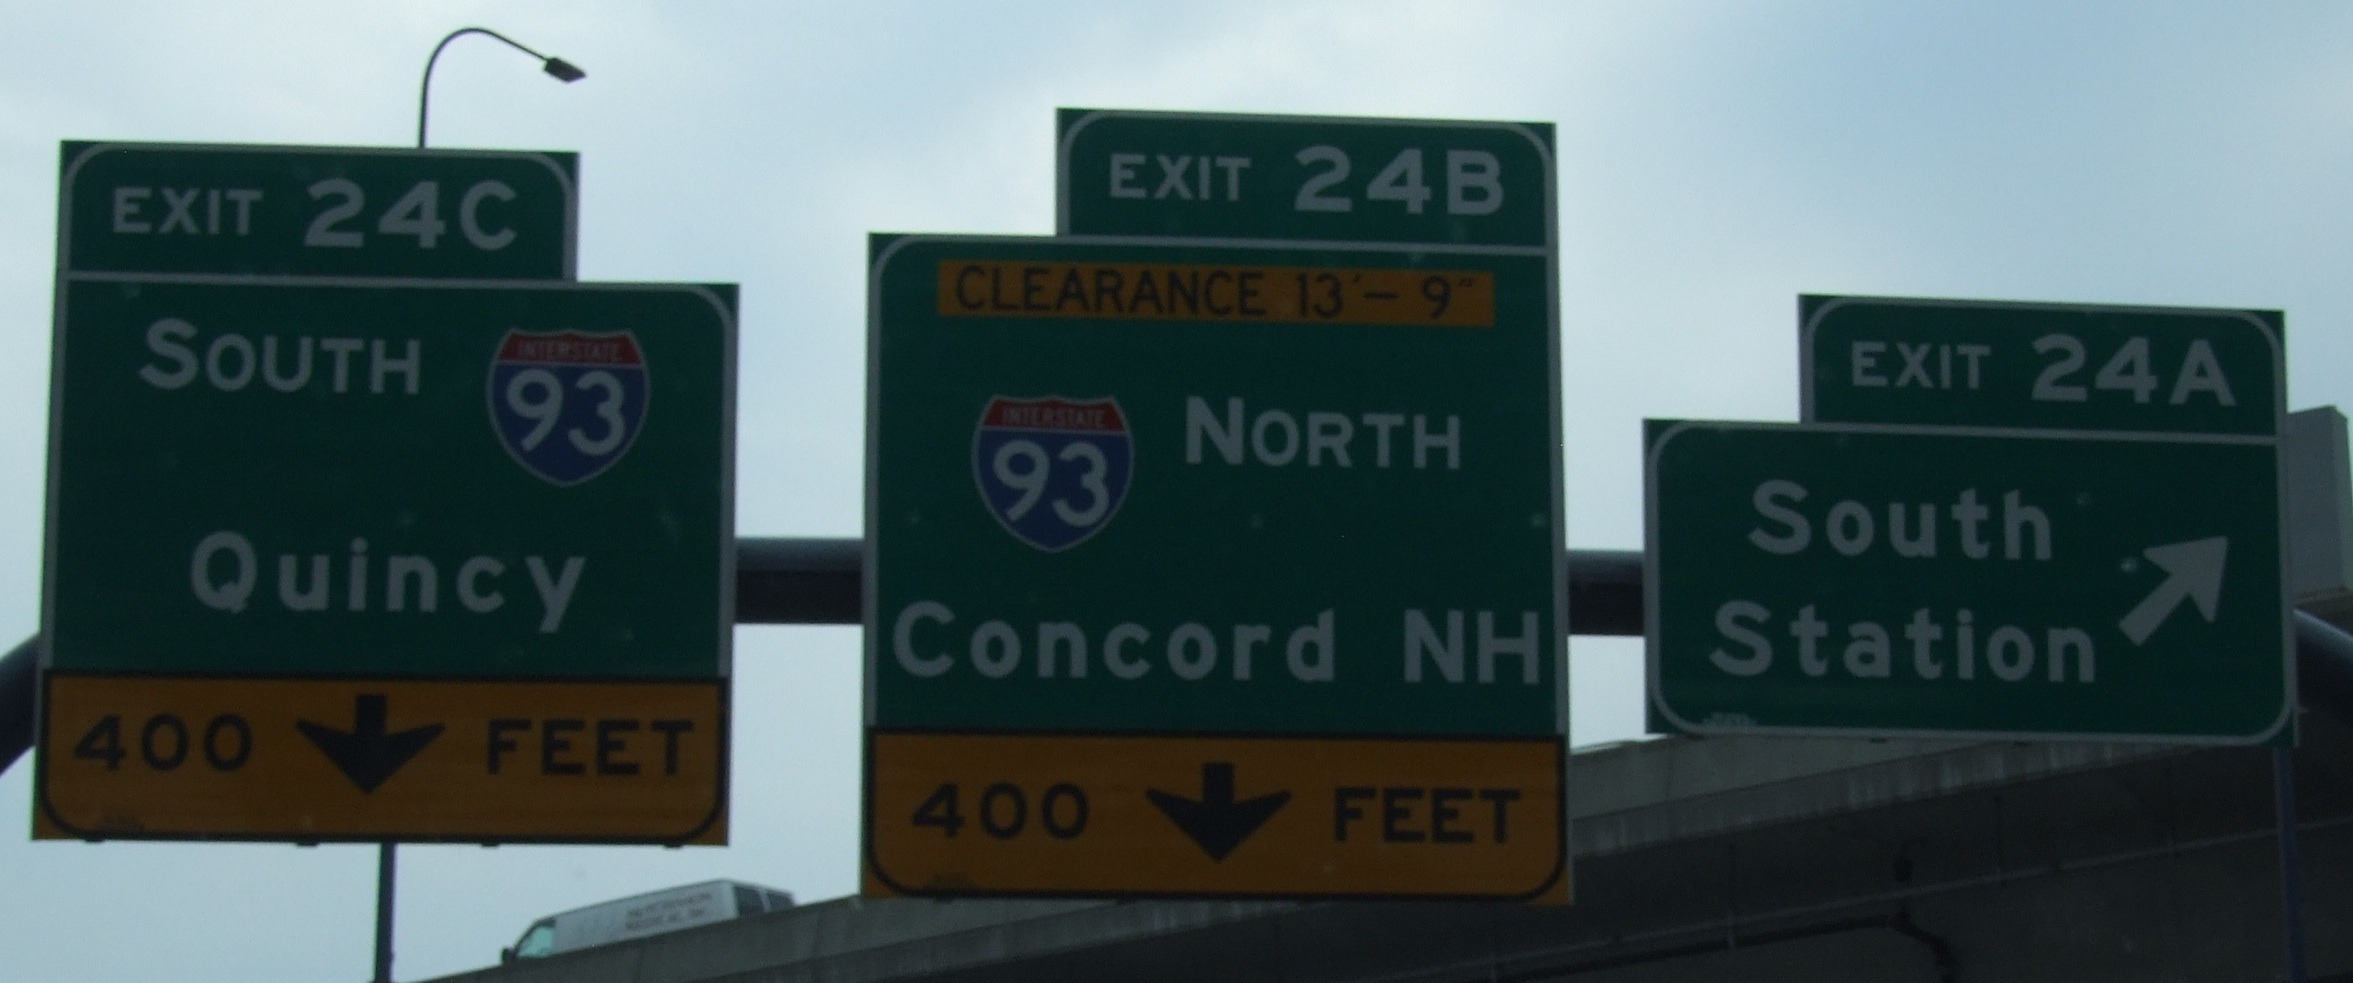 EXIT 24C
SOUTH INTERSTATE 93
Quincy
400 FEET
EXIT 24B
CLEARANCE 13'-9"
INTERSTATE 93 NORTH
Concord NH
400 FEET
EXIT 24A
South
Station